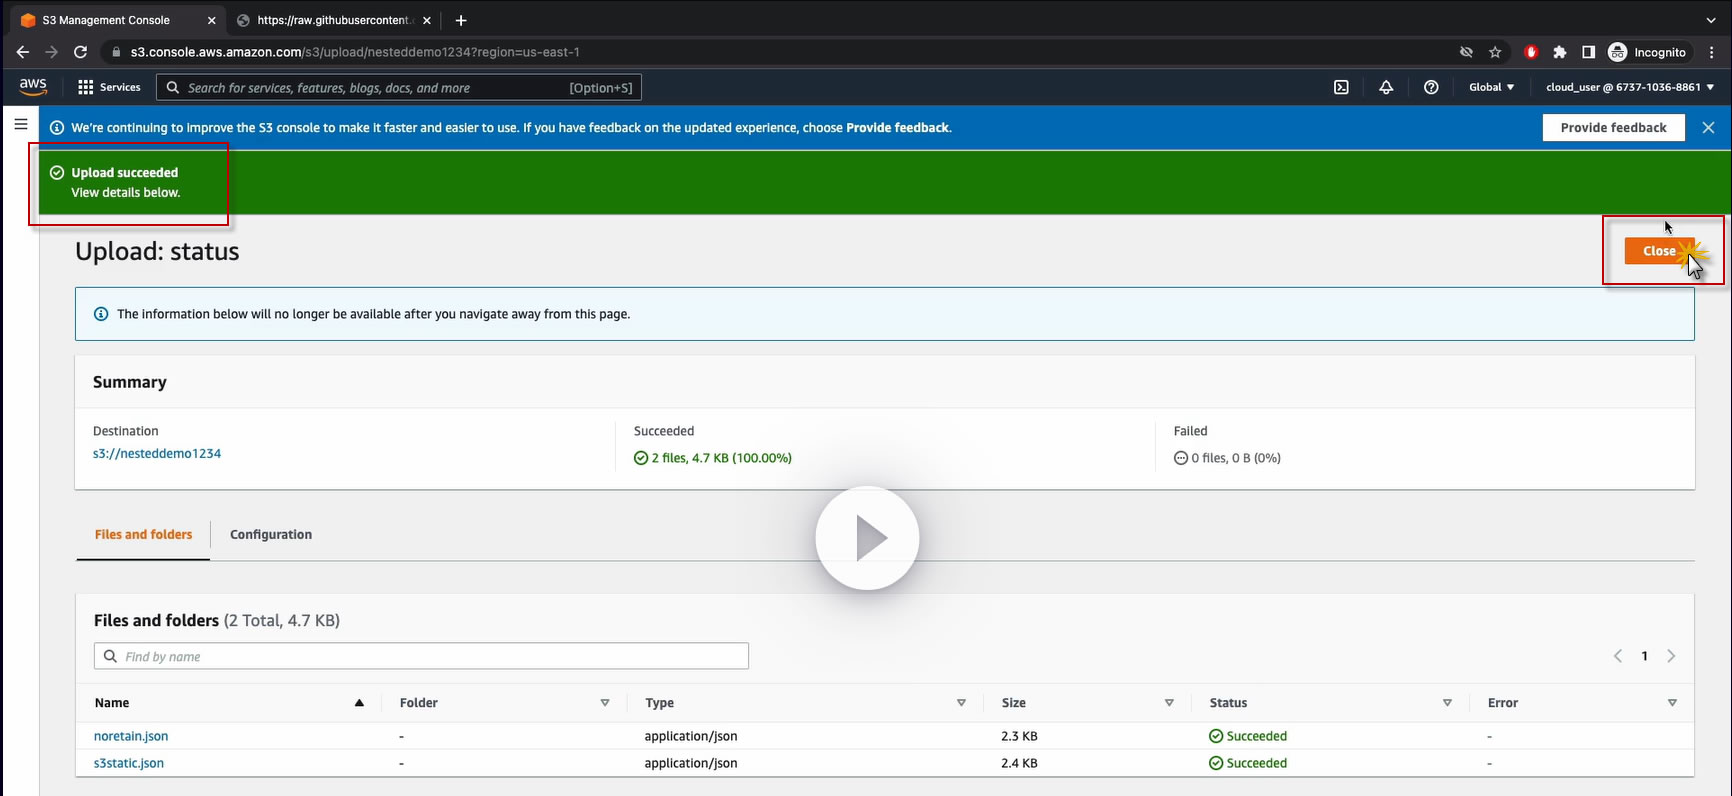 S3 Management Console
https://raw.githubusercontent.
s3.console.aws.amazon.com/s3/upload/nesteddemo1234?region=us-east-1
Incognito
aws
Services
Search for services, features, blogs, docs, and more
[Option+S]
Global
cloud_user @ 6737-1036-8861
We're continuing to improve the S3 console to make it faster and easier to use. If you have feedback on the updated experience, choose Provide feedback.
Provide feedback
Upload succeeded
View details below.
Upload: status
Close
The information below will no longer be available after you navigate away from this page.
Summary
Destination
s3://nesteddemo1234
Succeeded
2 files, 4.7 KB (100.00%)
Failed
0 files, 0 B (0%)
Files and folders
Configuration
Files and folders (2 Total, 4.7 KB)
Find by name
1
Name Folder Type Size Status Error
noretain.json - application/json 2.3 KB Succeeded -
s3static.json - application/json 2.4 KB Succeeded -